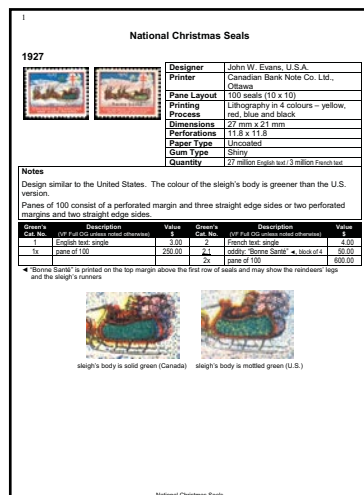 1
National Christmas Seals
1927
Designer John W. Evans, U.S.A.
Printer Canadian Bank Note Co. Ltd.,
Ottawa
Pane Layout 100 seals (10 x 10)
Printing Lithography in 4 colours – yellow,
Process red, blue and black
Dimensions 27 mm x 21 mm
Perforations 11.8 x 11.8
Paper Type Uncoated
Gum Type Shiny
Quantity 27 million English text / 3 million French text
Notes
Design similar to the United States. The colour of the sleigh's body is greener than the U.S.
version.
Panes of 100 consist of a perforated margin and three straight edge sides or two perforated
margins and two straight edge sides.
Green's Description Value Green's Description Value
Cat. No. (VF Full OG unless noted otherwise) $ Cat. No. (VF Full OG unless noted otherwise) $
1 English text: single 3.00 2 French text: single 4.00
1x pane of 100 250.00 2.1 oddity: "Bonne Santé" ◄, block of 4 50.00
2x pane of 100 600.00
◄ "Bonne Santé" is printed on the top margin above the first row of seals and may show the reindeers' legs
and the sleigh's runners
sleigh's body is solid green (Canada) sleigh's body is mottled green (U.S.)
National Christmas Seals